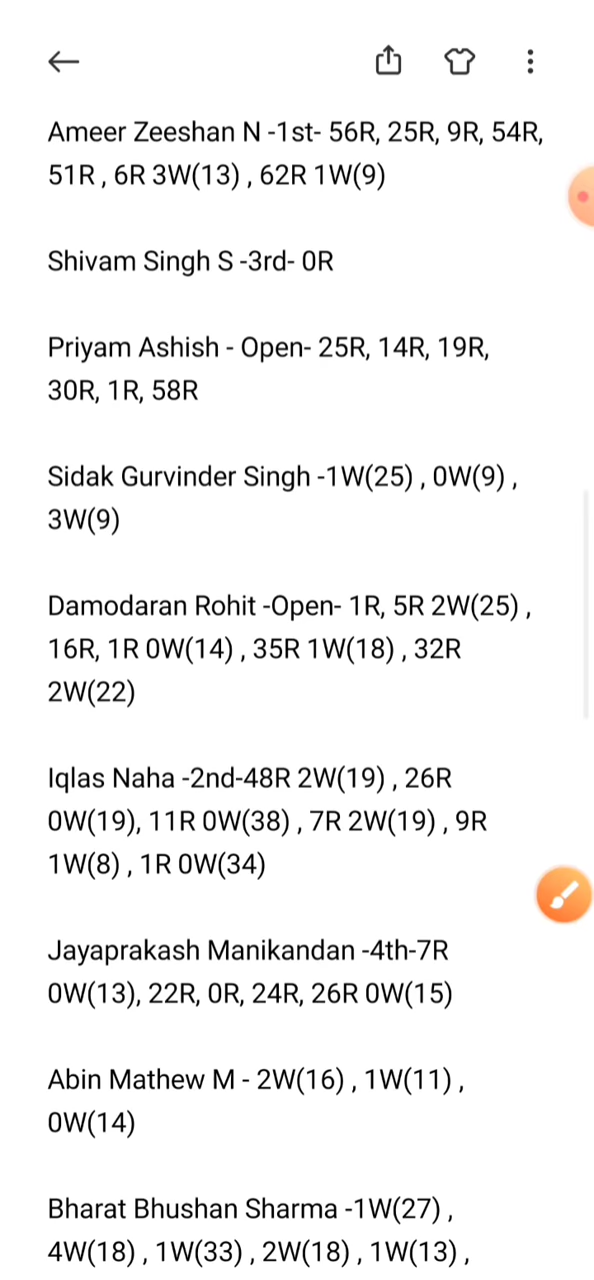 Ameer Zeeshan N -1st- 56R, 25R, 9R, 54R,
51R , 6R 3W(13) , 62R 1W(9)
Shivam Singh S -3rd- 0R
Priyam Ashish - Open- 25R, 14R, 19R,
30R, 1R, 58R
Sidak Gurvinder Singh -1W(25) , 0W(9) ,
3W(9)
Damodaran Rohit -Open- 1R, 5R 2W(25) ,
16R, 1R 0W(14) , 35R 1W(18) , 32R
2W(22)
Iqlas Naha -2nd-48R 2W(19) , 26R
0W(19), 11R 0W(38) , 7R 2W(19) , 9R
1W(8) , 1R 0W(34)
Jayaprakash Manikandan -4th-7R
0W(13), 22R, 0R, 24R, 26R 0W(15)
Abin Mathew M - 2W(16) , 1W(11) ,
0W(14)
Bharat Bhushan Sharma -1W(27) ,
4W(18) , 1W(33) , 2W(18) , 1W(13) ,